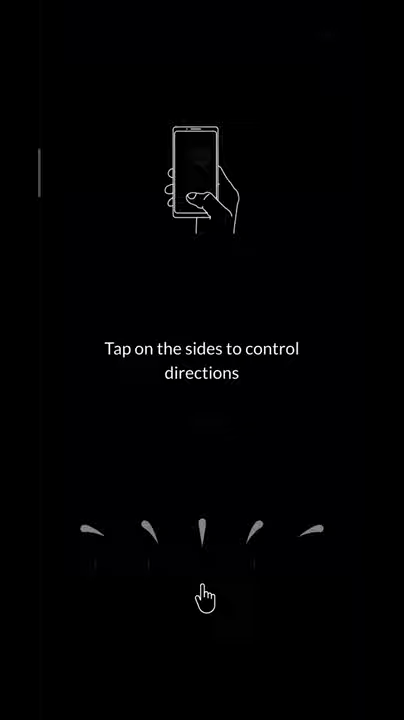 Tap on the sides to control
directions